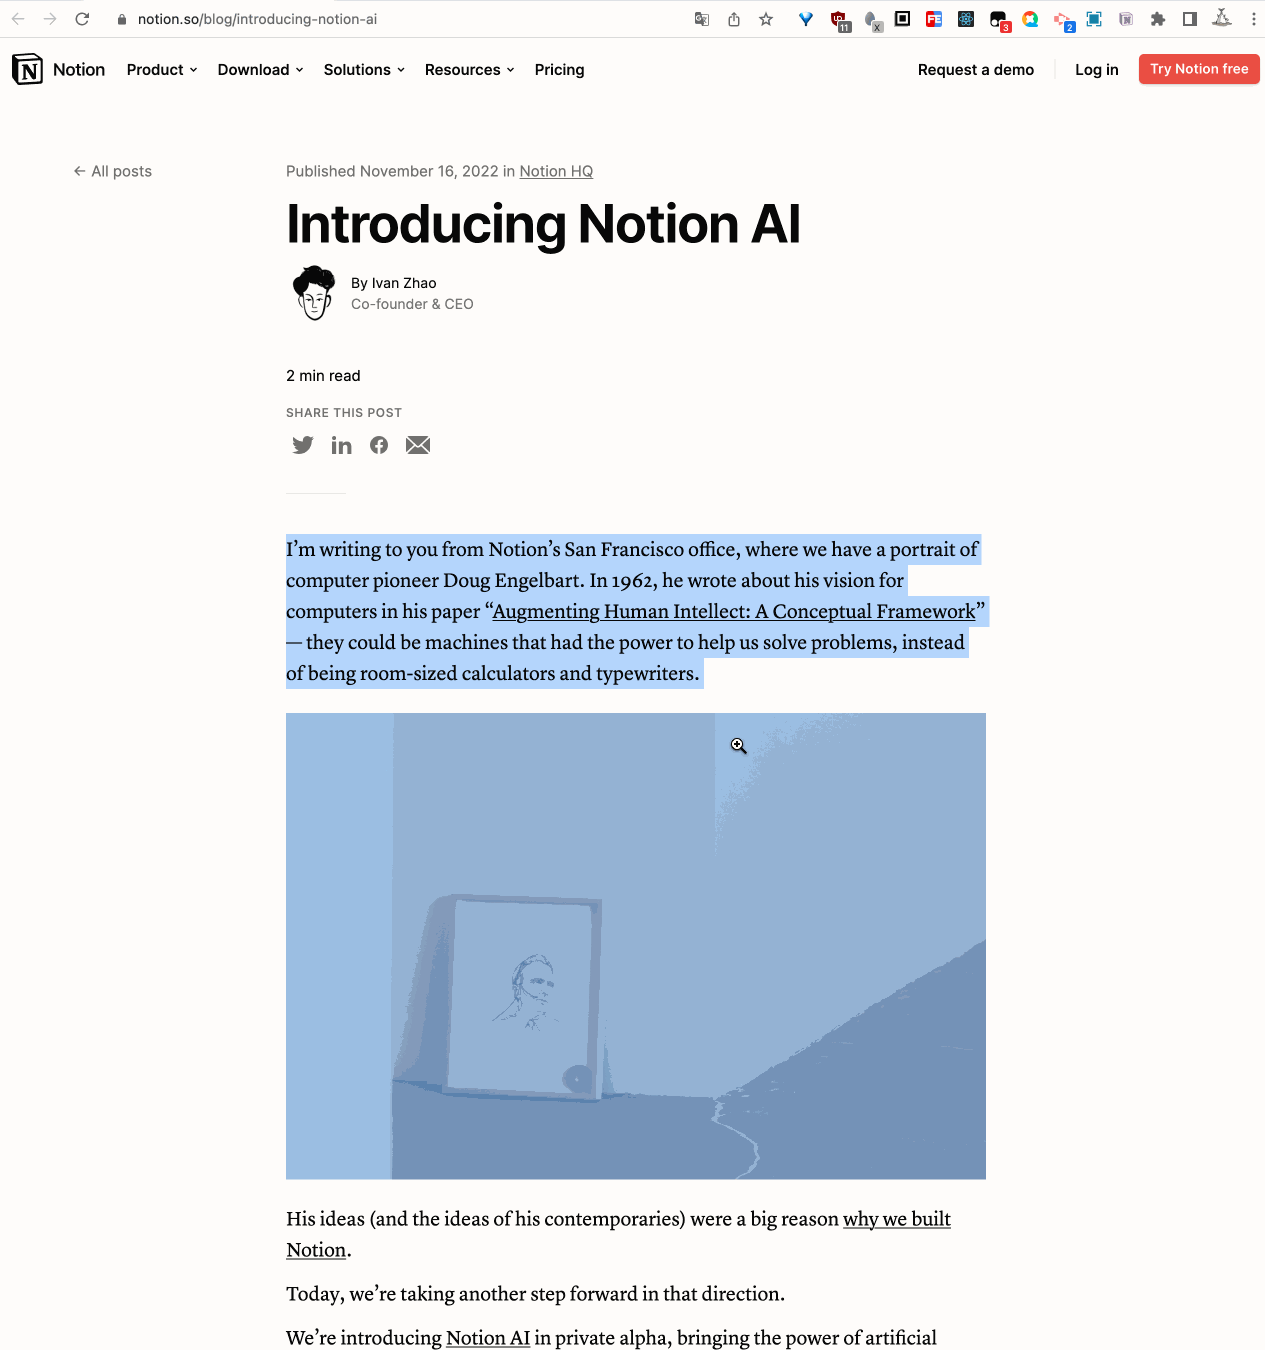 notion.so/blog/introducing-notion-ai
11
X
FE
3
2
Notion
Product
Download
Solutions
Resources
Pricing
Request a demo
Log in
Try Notion free
← All posts
Published November 16, 2022 in Notion HQ
Introducing Notion AI
By Ivan Zhao
Co-founder & CEO
2 min read
SHARE THIS POST
I’m writing to you from Notion’s San Francisco office, where we have a portrait of
computer pioneer Doug Engelbart. In 1962, he wrote about his vision for
computers in his paper “Augmenting Human Intellect: A Conceptual Framework”
— they could be machines that had the power to help us solve problems, instead
of being room-sized calculators and typewriters.
His ideas (and the ideas of his contemporaries) were a big reason why we built
Notion.
Today, we’re taking another step forward in that direction.
We’re introducing Notion AI in private alpha, bringing the power of artificial